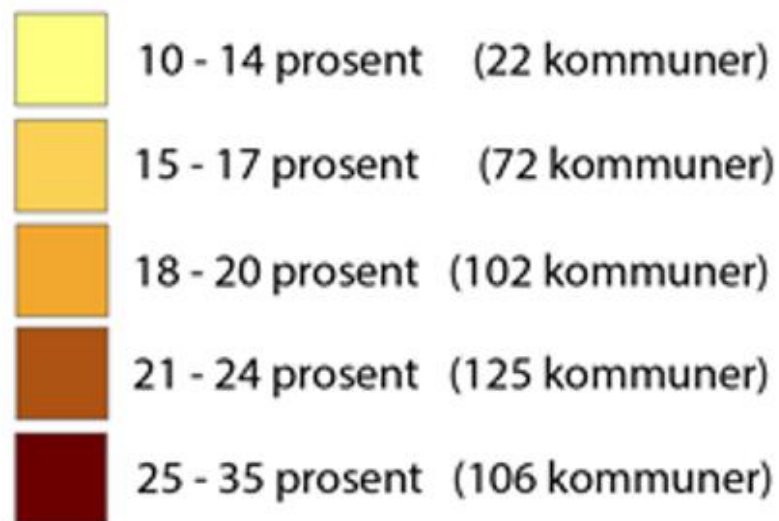 10 - 14 prosent (22 kommuner)
15 - 17 prosent (72 kommuner)
18 - 20 prosent (102 kommuner)
21 - 24 prosent (125 kommuner)
25 - 35 prosent (106 kommuner)